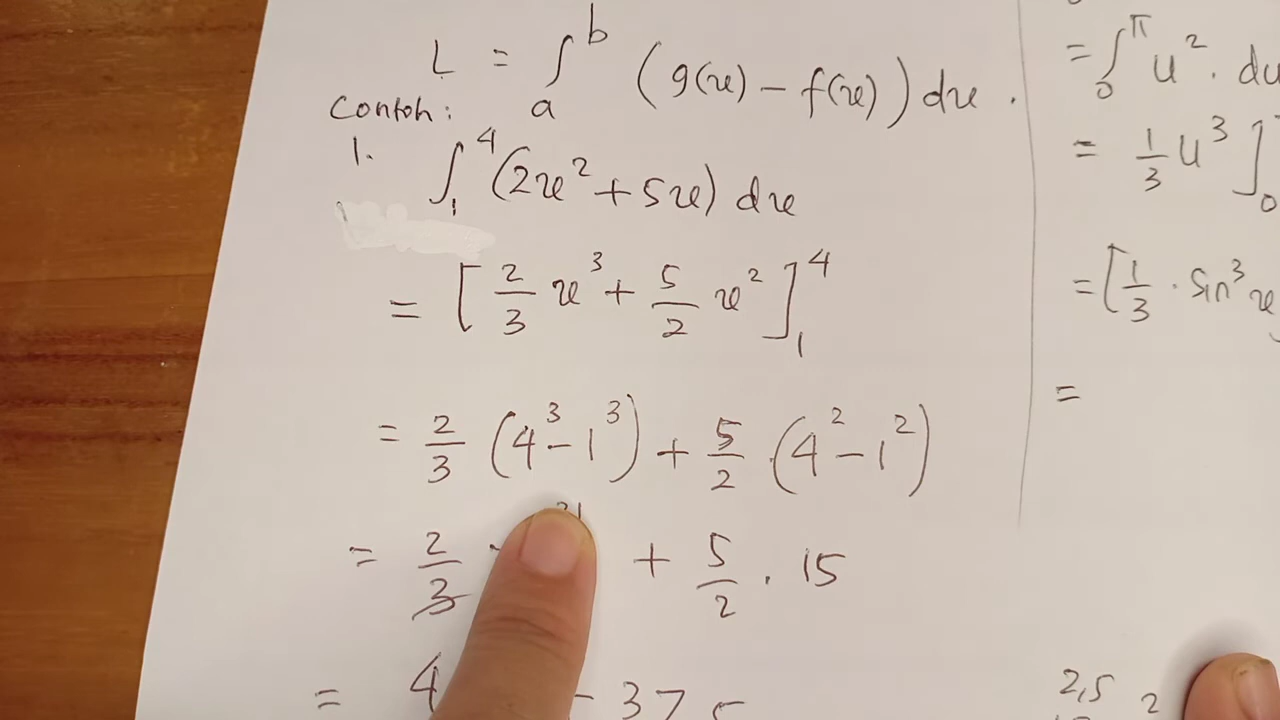 L = ∫_a^b (g(x) – f(x)) dx .
Contoh:
1. ∫_1^4 (2x² + 5x) dx
= [ 2/3 x³ + 5/2 x² ]_1^4
= 2/3 (4³ – 1³) + 5/2 (4² – 1²)
= 2/3 + 5/2 . 15
= 4 37
= ∫_0^π u² . du
= 1/3 u³ ]_0
= [ 1/3 . Sin³ x
=
2,5 2